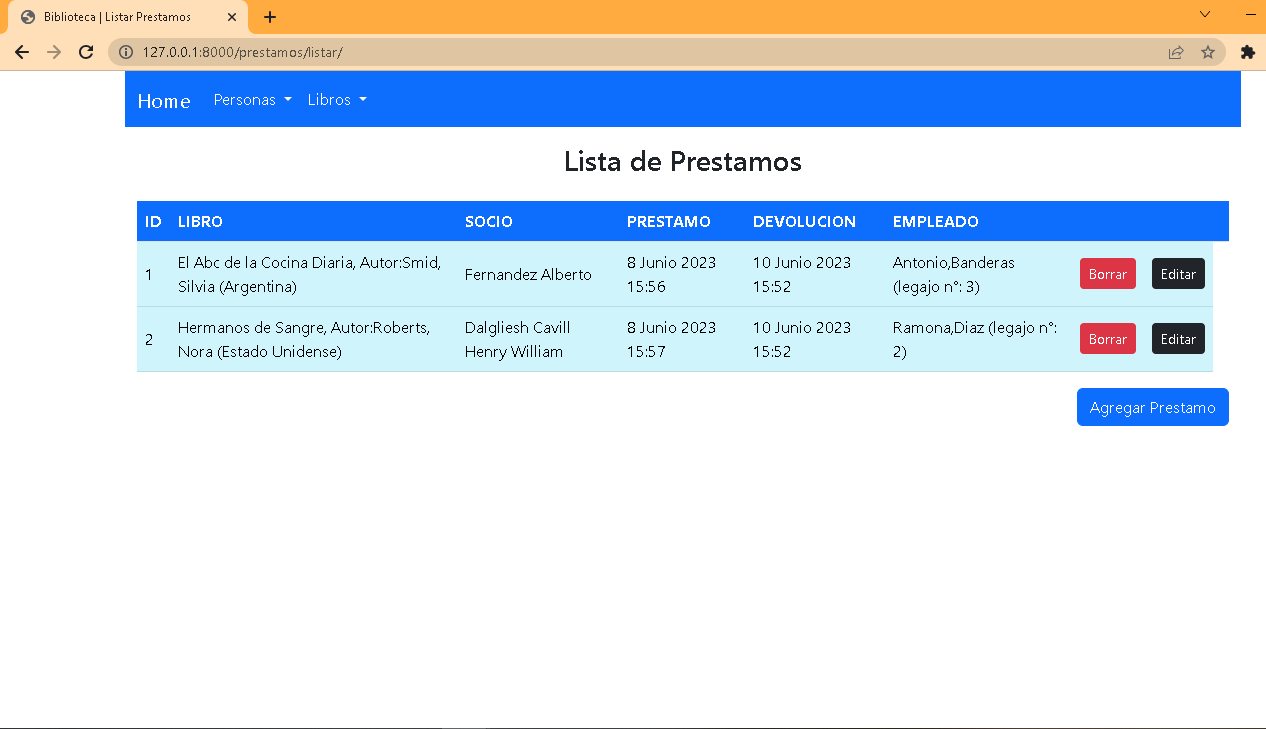 Biblioteca | Listar Prestamos
127.0.0.1:8000/prestamos/listar/
Home Personas Libros
Lista de Prestamos
ID LIBRO SOCIO PRESTAMO DEVOLUCION EMPLEADO
1 El Abc de la Cocina Diaria, Autor:Smid, Fernandez Alberto 8 Junio 2023 10 Junio 2023 Antonio,Banderas Borrar Editar
Silvia (Argentina) 15:56 15:52 (legajo n°: 3)
2 Hermanos de Sangre, Autor:Roberts, Dalgliesh Cavill 8 Junio 2023 10 Junio 2023 Ramona,Diaz (legajo n°: Borrar Editar
Nora (Estado Unidense) Henry William 15:57 15:52 2)
Agregar Prestamo